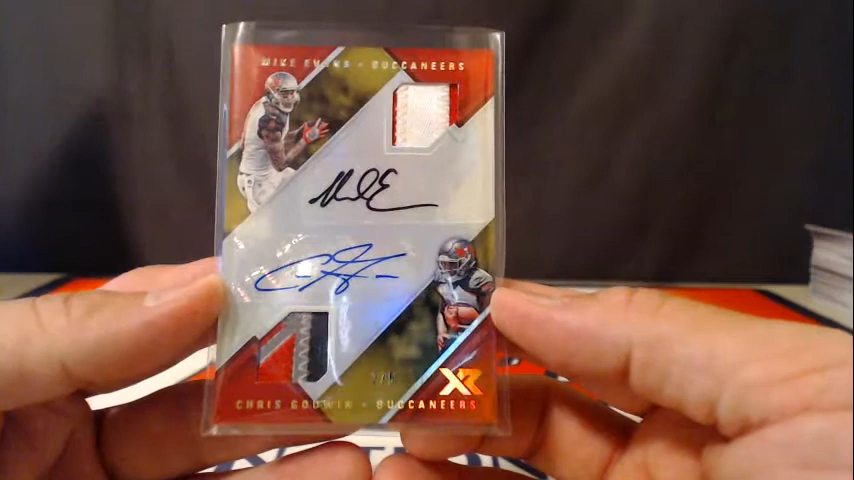 MIKE EVANS - BUCCANEERS
XR
CHRIS GODWIN - BUCCANEERS